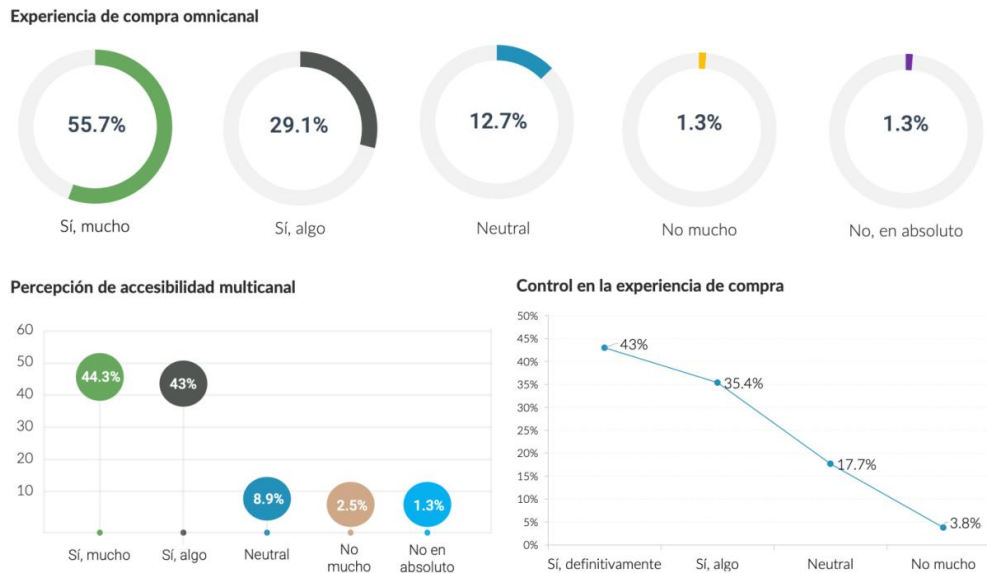 Experiencia de compra omnicanal
55.7%
29.1%
12.7%
1.3%
1.3%
Sí, mucho
Sí, algo
Neutral
No mucho
No, en absoluto
Percepción de accesibilidad multicanal
60
50
40
30
20
10
44.3%
43%
8.9%
2.5%
1.3%
Sí, mucho
Sí, algo
Neutral
No
mucho
No en
absoluto
Control en la experiencia de compra
50%
45%
40%
35%
30%
25%
20%
15%
10%
5%
0%
43%
35.4%
17.7%
3.8%
Sí, definitivamente
Sí, algo
Neutral
No mucho